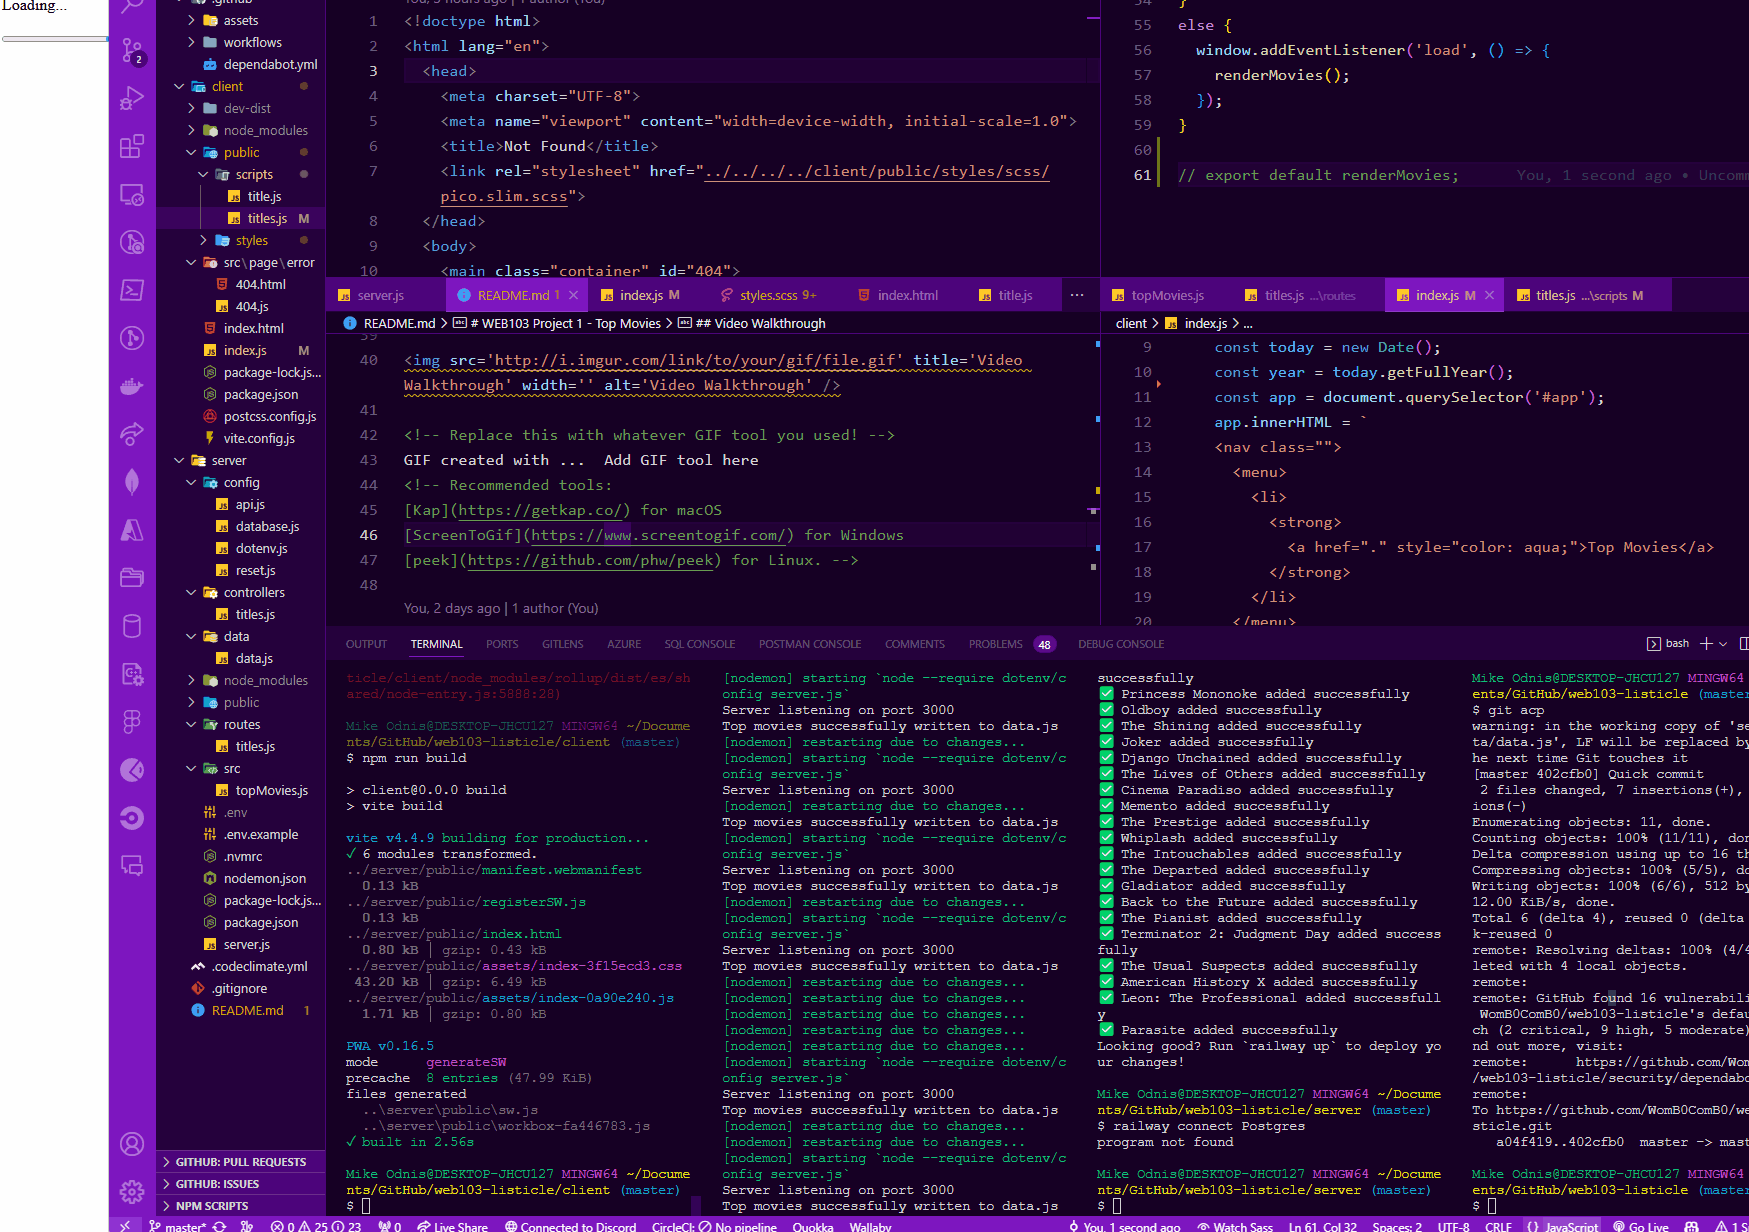 Loading...
.github
assets
workflows
dependabot.yml
client
dev-dist
node_modules
public
scripts
title.js
titles.js M
styles
src\page\error
404.html
404.js
index.html
index.js M
package-lock.js...
package.json
postcss.config.js
vite.config.js
server
config
api.js
database.js
dotenv.js
reset.js
controllers
titles.js
data
data.js
node_modules
public
routes
titles.js
src
topMovies.js
.env
.env.example
.nvmrc
nodemon.json
package-lock.js...
package.json
server.js
.codeclimate.yml
.gitignore
README.md 1
GITHUB: PULL REQUESTS
GITHUB: ISSUES
NPM SCRIPTS
2
You, 5 hours ago | 1 author (You)
1 <!doctype html>
2 <html lang="en">
3 <head>
4 <meta charset="UTF-8">
5 <meta name="viewport" content="width=device-width, initial-scale=1.0">
6 <title>Not Found</title>
7 <link rel="stylesheet" href="../../../../client/public/styles/scss/
pico.slim.scss">
8 </head>
9 <body>
10 <main class="container" id="404">
54 }
55 else {
56 window.addEventListener('load', () => {
57 renderMovies();
58 });
59 }
60
61 // export default renderMovies; You, 1 second ago • Uncomm
server.js README.md 1 index.js M styles.scss 9+ index.html title.js ...
README.md > # WEB103 Project 1 - Top Movies > ## Video Walkthrough
39
40 <img src='http://i.imgur.com/link/to/your/gif/file.gif' title='Video
Walkthrough' width='' alt='Video Walkthrough' />
41
42 <!-- Replace this with whatever GIF tool you used! -->
43 GIF created with ... Add GIF tool here
44 <!-- Recommended tools:
45 [Kap](https://getkap.co/) for macOS
46 [ScreenToGif](https://www.screentogif.com/) for Windows
47 [peek](https://github.com/phw/peek) for Linux. -->
48
You, 2 days ago | 1 author (You)
topMovies.js titles.js ...\routes index.js M titles.js ...\scripts M
client > index.js > ...
9 const today = new Date();
10 const year = today.getFullYear();
11 const app = document.querySelector('#app');
12 app.innerHTML = `
13 <nav class="">
14 <menu>
15 <li>
16 <strong>
17 <a href="." style="color: aqua;">Top Movies</a>
18 </strong>
19 </li>
20 </menu>
OUTPUT TERMINAL PORTS GITLENS AZURE SQL CONSOLE POSTMAN CONSOLE COMMENTS PROBLEMS 48 DEBUG CONSOLE
bash
ticle/client/node_modules/rollup/dist/es/sh
ared/node-entry.js:5888:28)
Mike Odnis@DESKTOP-JHCU127 MINGW64 ~/Docume
nts/GitHub/web103-listicle/client (master)
$ npm run build
> client@0.0.0 build
> vite build
vite v4.4.9 building for production...
✓ 6 modules transformed.
../server/public/manifest.webmanifest
0.13 kB
../server/public/registerSW.js
0.13 kB
../server/public/index.html
0.80 kB │ gzip: 0.43 kB
../server/public/assets/index-3f15ecd3.css
43.20 kB │ gzip: 6.49 kB
../server/public/assets/index-0a90e240.js
1.71 kB │ gzip: 0.80 kB
PWA v0.16.5
mode generateSW
precache 8 entries (47.99 KiB)
files generated
..\server\public\sw.js
..\server\public\workbox-fa446783.js
✓ built in 2.56s
Mike Odnis@DESKTOP-JHCU127 MINGW64 ~/Docume
nts/GitHub/web103-listicle/client (master)
$
[nodemon] starting `node --require dotenv/c
onfig server.js`
Server listening on port 3000
Top movies successfully written to data.js
[nodemon] restarting due to changes...
[nodemon] starting `node --require dotenv/c
onfig server.js`
Server listening on port 3000
[nodemon] restarting due to changes...
Top movies successfully written to data.js
[nodemon] starting `node --require dotenv/c
onfig server.js`
Server listening on port 3000
Top movies successfully written to data.js
[nodemon] restarting due to changes...
[nodemon] starting `node --require dotenv/c
onfig server.js`
Server listening on port 3000
Top movies successfully written to data.js
[nodemon] restarting due to changes...
[nodemon] restarting due to changes...
[nodemon] restarting due to changes...
[nodemon] restarting due to changes...
[nodemon] restarting due to changes...
[nodemon] starting `node --require dotenv/c
onfig server.js`
Server listening on port 3000
Top movies successfully written to data.js
[nodemon] restarting due to changes...
[nodemon] restarting due to changes...
[nodemon] starting `node --require dotenv/c
onfig server.js`
Server listening on port 3000
Top movies successfully written to data.js
successfully
✅ Princess Mononoke added successfully
✅ Oldboy added successfully
✅ The Shining added successfully
✅ Joker added successfully
✅ Django Unchained added successfully
✅ The Lives of Others added successfully
✅ Cinema Paradiso added successfully
✅ Memento added successfully
✅ The Prestige added successfully
✅ Whiplash added successfully
✅ The Intouchables added successfully
✅ The Departed added successfully
✅ Gladiator added successfully
✅ Back to the Future added successfully
✅ The Pianist added successfully
✅ Terminator 2: Judgment Day added success
fully
✅ The Usual Suspects added successfully
✅ American History X added successfully
✅ Leon: The Professional added successfull
y
✅ Parasite added successfully
Looking good? Run `railway up` to deploy yo
ur changes!
Mike Odnis@DESKTOP-JHCU127 MINGW64 ~/Docume
nts/GitHub/web103-listicle/server (master)
$ railway connect Postgres
program not found
Mike Odnis@DESKTOP-JHCU127 MINGW64 ~/Docume
nts/GitHub/web103-listicle/server (master)
$
Mike Odnis@DESKTOP-JHCU127 MINGW64
ents/GitHub/web103-listicle (master
$ git acp
warning: in the working copy of 'se
ta/data.js', LF will be replaced by
he next time Git touches it
[master 402cfb0] Quick commit
2 files changed, 7 insertions(+),
ions(-)
Enumerating objects: 11, done.
Counting objects: 100% (11/11), don
Delta compression using up to 16 th
Compressing objects: 100% (5/5), do
Writing objects: 100% (6/6), 512 by
12.00 KiB/s, done.
Total 6 (delta 4), reused 0 (delta
k-reused 0
remote: Resolving deltas: 100% (4/4
leted with 4 local objects.
remote:
remote: GitHub found 16 vulnerabili
WomB0ComB0/web103-listicle's defau
ch (2 critical, 9 high, 5 moderate)
nd out more, visit:
remote: https://github.com/Wom
/web103-listicle/security/dependabo
remote:
To https://github.com/WomB0ComB0/we
sticle.git
a04f419..402cfb0 master -> mast
Mike Odnis@DESKTOP-JHCU127 MINGW64
ents/GitHub/web103-listicle (master
$
master* 0 25 23 0 Live Share Connected to Discord CircleCI: No pipeline Quokka Wallaby You, 1 second ago Watch Sass Ln 61, Col 32 Spaces: 2 UTF-8 CRLF {} JavaScript Go Live